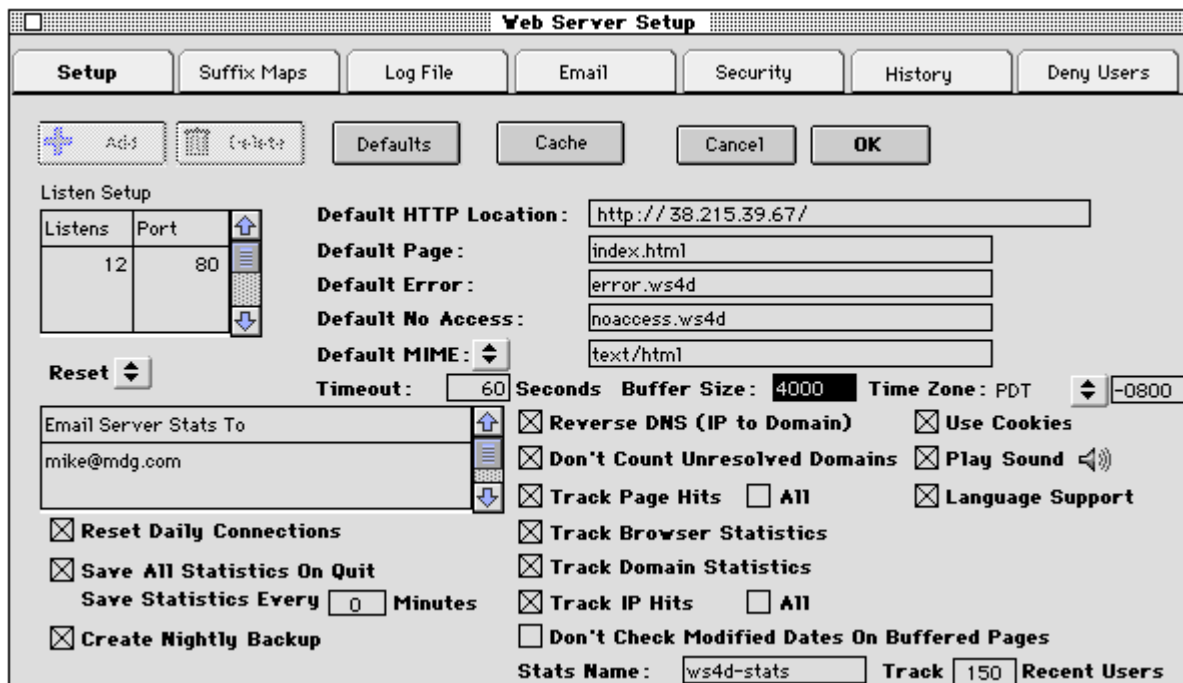 Web Server Setup
Setup
Suffix Maps
Log File
Email
Security
History
Deny Users
Add
Delete
Defaults
Cache
Cancel
OK
Listen Setup
Listens Port
12 80
Reset
Default HTTP Location: http://38.215.39.67/
Default Page: index.html
Default Error: error.ws4d
Default No Access: noaccess.ws4d
Default MIME: text/html
Timeout: 60 Seconds Buffer Size: 4000 Time Zone: PDT -0800
Email Server Stats To
mike@mdg.com
Reset Daily Connections
Save All Statistics On Quit
Save Statistics Every 0 Minutes
Create Nightly Backup
Reverse DNS (IP to Domain)
Don't Count Unresolved Domains
Track Page Hits All
Track Browser Statistics
Track Domain Statistics
Track IP Hits All
Don't Check Modified Dates On Buffered Pages
Use Cookies
Play Sound
Language Support
Stats Name: ws4d-stats Track 150 Recent Users